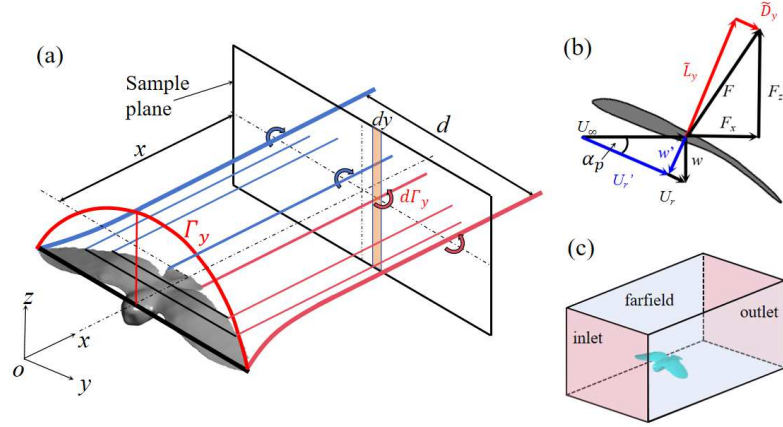 (a)
Sample
plane
x
dy
d
Γy
dΓy
z
x
o
y
(b)
D̃y
L̃y
F
Fz
U∞
Fx
αp
w'
w
Ur'
Ur
(c)
farfield
inlet
outlet